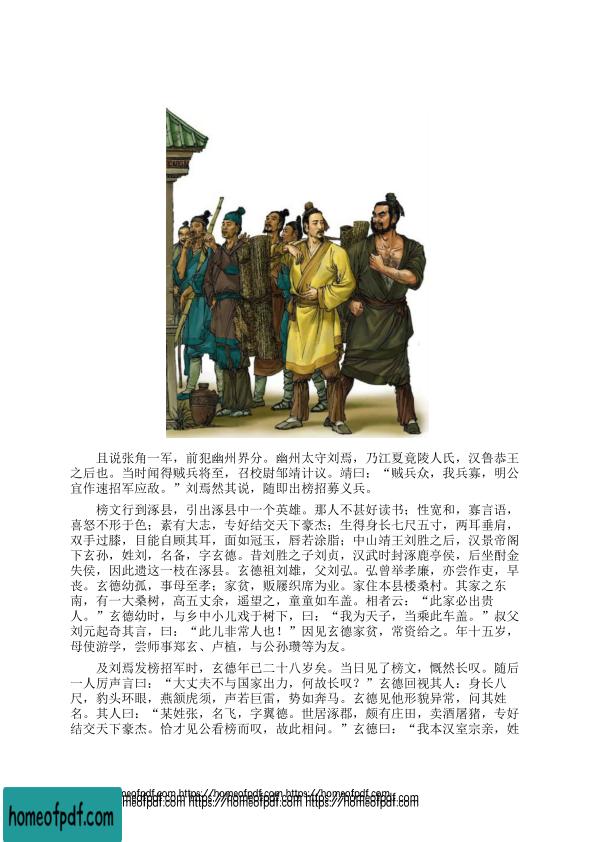 且说张角一军，前犯幽州界分。幽州太守刘焉，乃江夏竟陵人氏，汉鲁恭王
之后也。当时闻得贼兵将至，召校尉邹靖计议。靖曰：“贼兵众，我兵寡，明公
宜作速招军应敌。”刘焉然其说，随即出榜招募义兵。
榜文行到涿县，引出涿县中一个英雄。那人不甚好读书；性宽和，寡言语，
喜怒不形于色；素有大志，专好结交天下豪杰；生得身长七尺五寸，两耳垂肩，
双手过膝，目能自顾其耳，面如冠玉，唇若涂脂；中山靖王刘胜之后，汉景帝阁
下玄孙，姓刘，名备，字玄德。昔刘胜之子刘贞，汉武时封涿鹿亭侯，后坐酎金
失侯，因此遗这一枝在涿县。玄德祖刘雄，父刘弘。弘曾举孝廉，亦尝作吏，早
丧。玄德幼孤，事母至孝；家贫，贩屦织席为业。家住本县楼桑村。其家之东
南，有一大桑树，高五丈余，遥望之，童童如车盖。相者云：“此家必出贵
人。”玄德幼时，与乡中小儿戏于树下，曰：“我为天子，当乘此车盖。”叔父
刘元起奇其言，曰：“此儿非常人也！”因见玄德家贫，常资给之。年十五岁，
母使游学，尝师事郑玄、卢植，与公孙瓒等为友。
及刘焉发榜招军时，玄德年已二十八岁矣。当日见了榜文，慨然长叹。随后
一人厉声言曰：“大丈夫不与国家出力，何故长叹？”玄德回视其人：身长八
尺，豹头环眼，燕颔虎须，声若巨雷，势如奔马。玄德见他形貌异常，问其姓
名。其人曰：“某姓张，名飞，字翼德。世居涿郡，颇有庄田，卖酒屠猪，专好
结交天下豪杰。恰才见公看榜而叹，故此相问。”玄德曰：“我本汉室宗亲，姓
homeofpdf.com https://homeofpdf.com https://homeofpdf.com
homeofpdf.com https://homeofpdf.com https://homeofpdf.com
homeofpdf.com